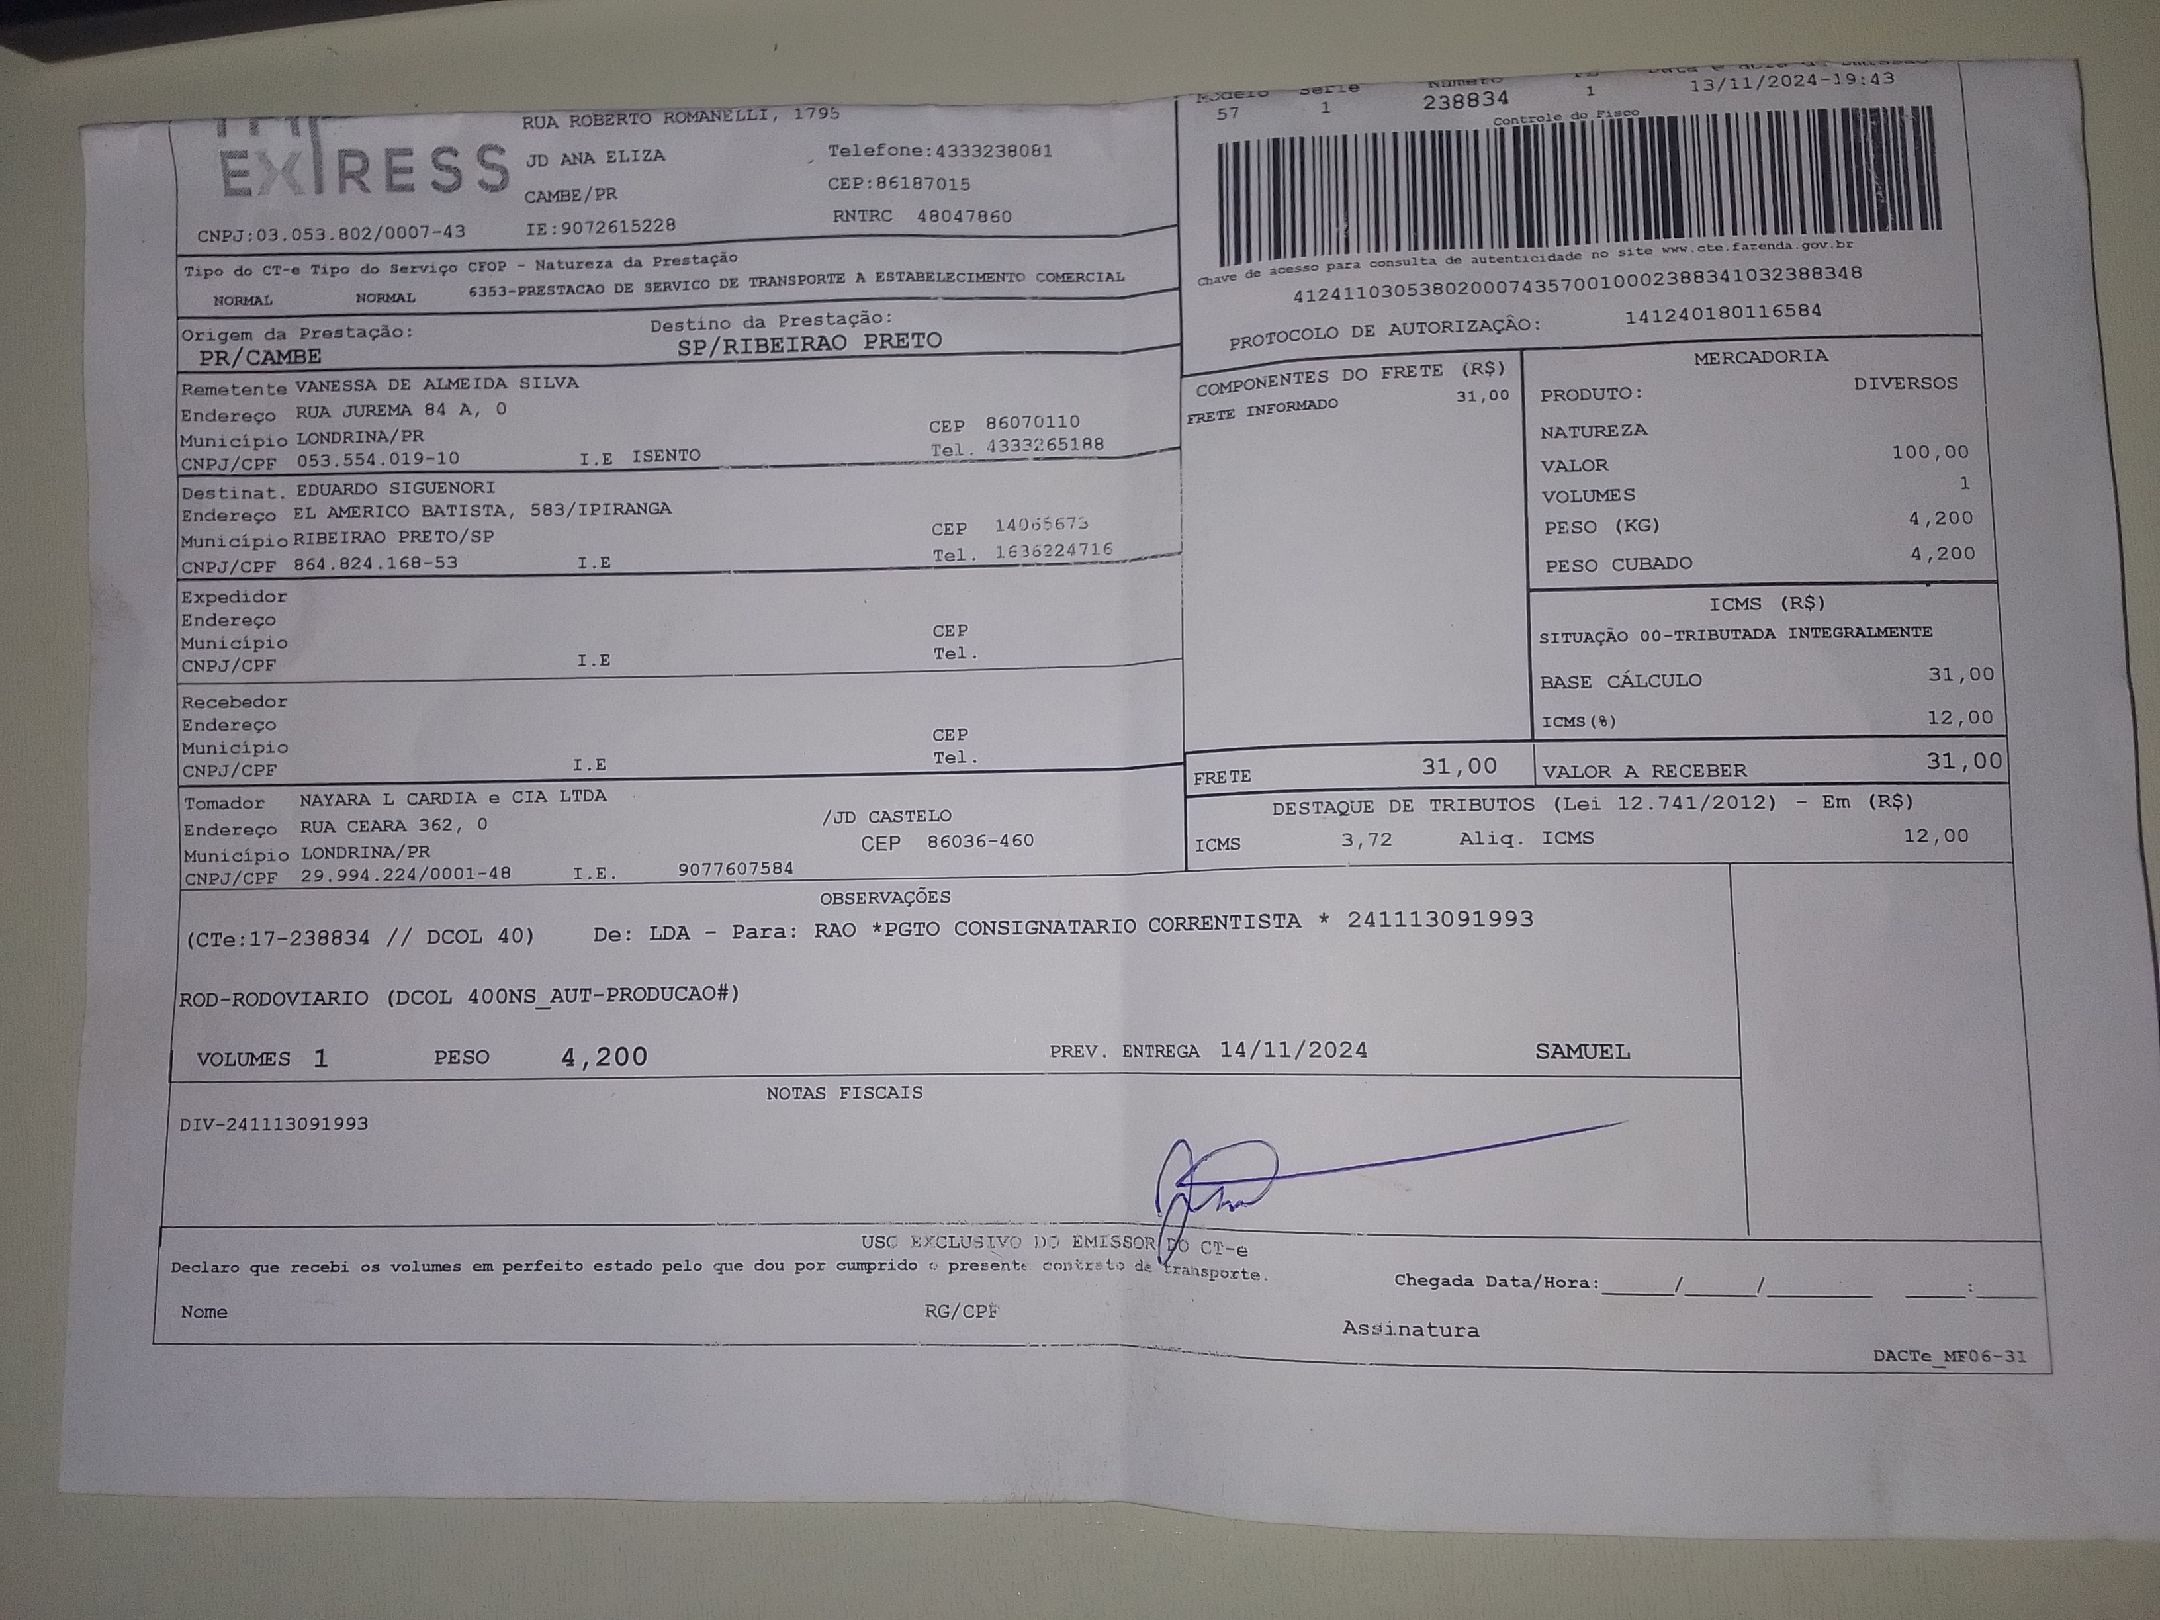 EXPRESS
CNPJ:03.053.802/0007-43
RUA ROBERTO ROMANELLI, 1795
JD ANA ELIZA Telefone:4333238081
CAMBE/PR CEP:86187015
IE:9072615228 RNTRC 48047860
Modelo Serie Número
57 1 238834 1 13/11/2024-19:43
Controle do Fisco
Chave de acesso para consulta de autenticidade no site www.cte.fazenda.gov.br
41241103053802000743570010002388341032388348
PROTOCOLO DE AUTORIZAÇÃO: 141240180116584
Tipo do CT-e Tipo do Serviço CFOP - Natureza da Prestação
NORMAL NORMAL 6353-PRESTACAO DE SERVICO DE TRANSPORTE A ESTABELECIMENTO COMERCIAL
Origem da Prestação: Destino da Prestação:
PR/CAMBE SP/RIBEIRAO PRETO
Remetente VANESSA DE ALMEIDA SILVA
Endereço RUA JUREMA 84 A, 0 CEP 86070110
Município LONDRINA/PR Tel. 4333265188
CNPJ/CPF 053.554.019-10 I.E ISENTO
Destinat. EDUARDO SIGUENORI
Endereço EL AMERICO BATISTA, 583/IPIRANGA CEP 14065673
Município RIBEIRAO PRETO/SP Tel. 1636224716
CNPJ/CPF 864.824.168-53 I.E
Expedidor
Endereço
Município CEP
CNPJ/CPF I.E Tel.
Recebedor
Endereço
Município CEP
CNPJ/CPF I.E Tel.
Tomador NAYARA L CARDIA e CIA LTDA
Endereço RUA CEARA 362, 0 /JD CASTELO
Município LONDRINA/PR CEP 86036-460
CNPJ/CPF 29.994.224/0001-48 I.E. 9077607584
COMPONENTES DO FRETE (R$)
FRETE INFORMADO 31,00
MERCADORIA
PRODUTO: DIVERSOS
NATUREZA
VALOR 100,00
VOLUMES 1
PESO (KG) 4,200
PESO CUBADO 4,200
ICMS (R$)
SITUAÇÃO 00-TRIBUTADA INTEGRALMENTE
BASE CÁLCULO 31,00
ICMS(%) 12,00
FRETE 31,00 VALOR A RECEBER 31,00
DESTAQUE DE TRIBUTOS (Lei 12.741/2012) - Em (R$)
ICMS 3,72 Aliq. ICMS 12,00
OBSERVAÇÕES
(CTe:17-238834 // DCOL 40) De: LDA - Para: RAO *PGTO CONSIGNATARIO CORRENTISTA * 241113091993
ROD-RODOVIARIO (DCOL 400NS_AUT-PRODUCAO#)
VOLUMES 1 PESO 4,200 PREV. ENTREGA 14/11/2024 SAMUEL
NOTAS FISCAIS
DIV-241113091993
USO EXCLUSIVO DO EMISSOR DO CT-e
Declaro que recebi os volumes em perfeito estado pelo que dou por cumprido o presente contrato de transporte.
Chegada Data/Hora:____/____/____ ____:____
Nome RG/CPF Assinatura
DACTe_MF06-31